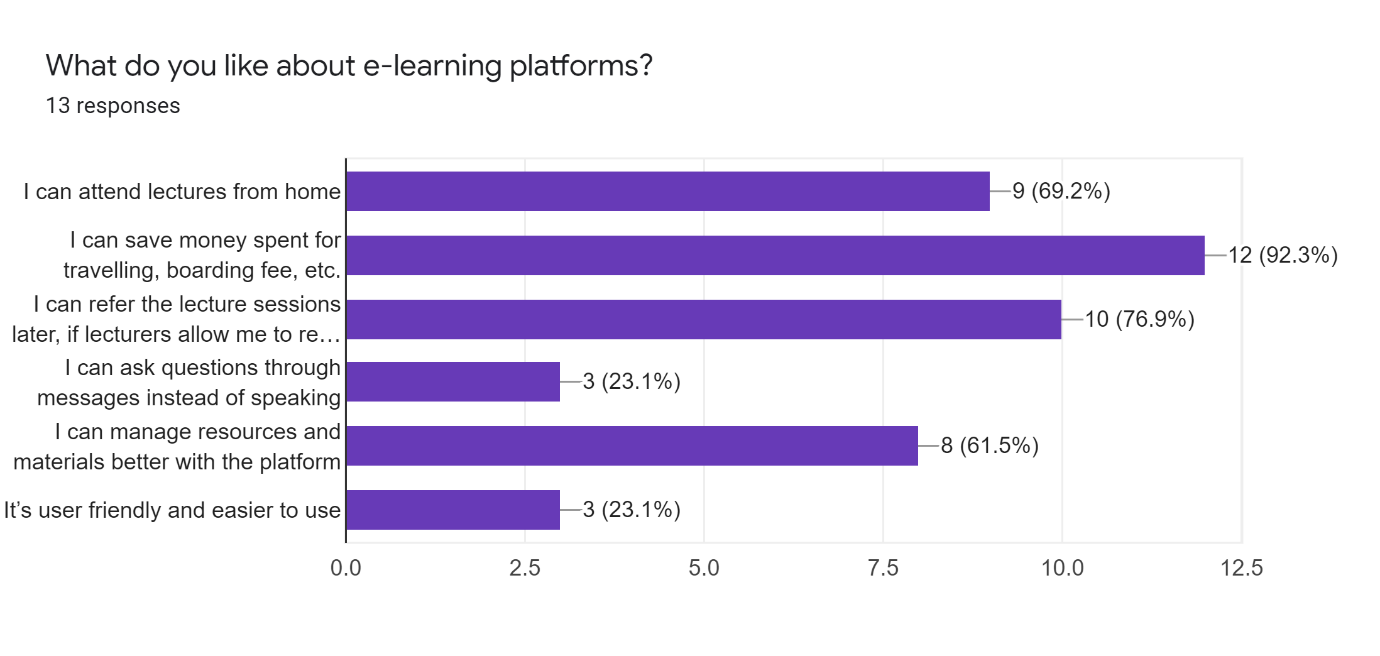 What do you like about e-learning platforms?
13 responses
I can attend lectures from home
9 (69.2%)
I can save money spent for
travelling, boarding fee, etc.
12 (92.3%)
I can refer the lecture sessions
later, if lecturers allow me to re…
10 (76.9%)
I can ask questions through
messages instead of speaking
3 (23.1%)
I can manage resources and
materials better with the platform
8 (61.5%)
It’s user friendly and easier to use
3 (23.1%)
0.0 2.5 5.0 7.5 10.0 12.5